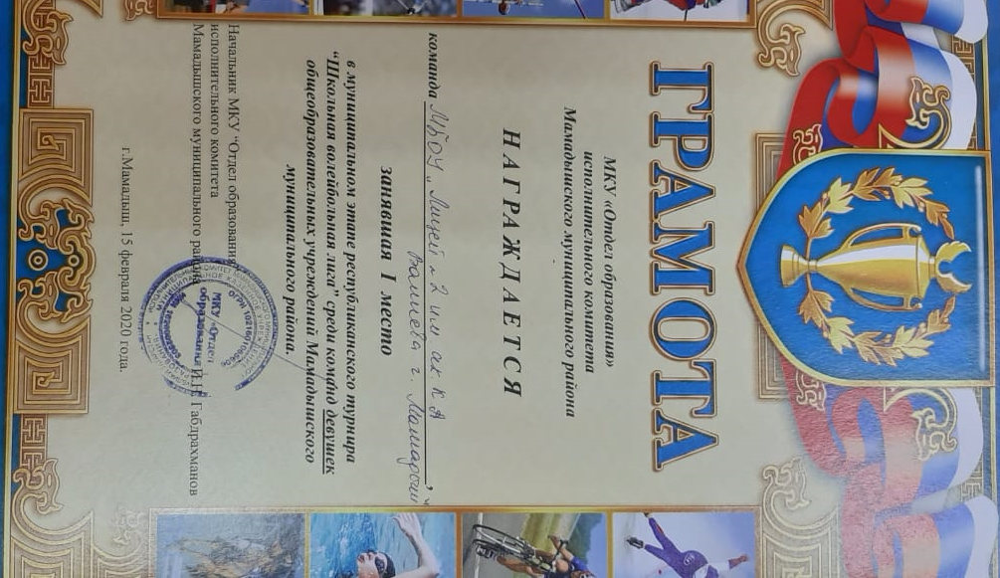 ГРАМОТА
МКУ «Отдел образования»
исполнительного комитета
Мамадышского муниципального района
НАГРАЖДАЕТСЯ
команда МБОУ „Лицей № 2 им ак К А
Валиева г. Мамадыш"
занявшая 1 место
в муниципальном этапе республиканского турнира
“Школьная волейбольная лига” среди команд девушек
общеобразовательных учреждений Мамадышского
муниципального района.
Начальник МКУ “Отдел образования
исполнительного комитета
Мамадышского муниципального района И.Г. Габдрахманов
МКУ «Отдел
образования
г.Мамадыш, 15 февраля 2020 года.